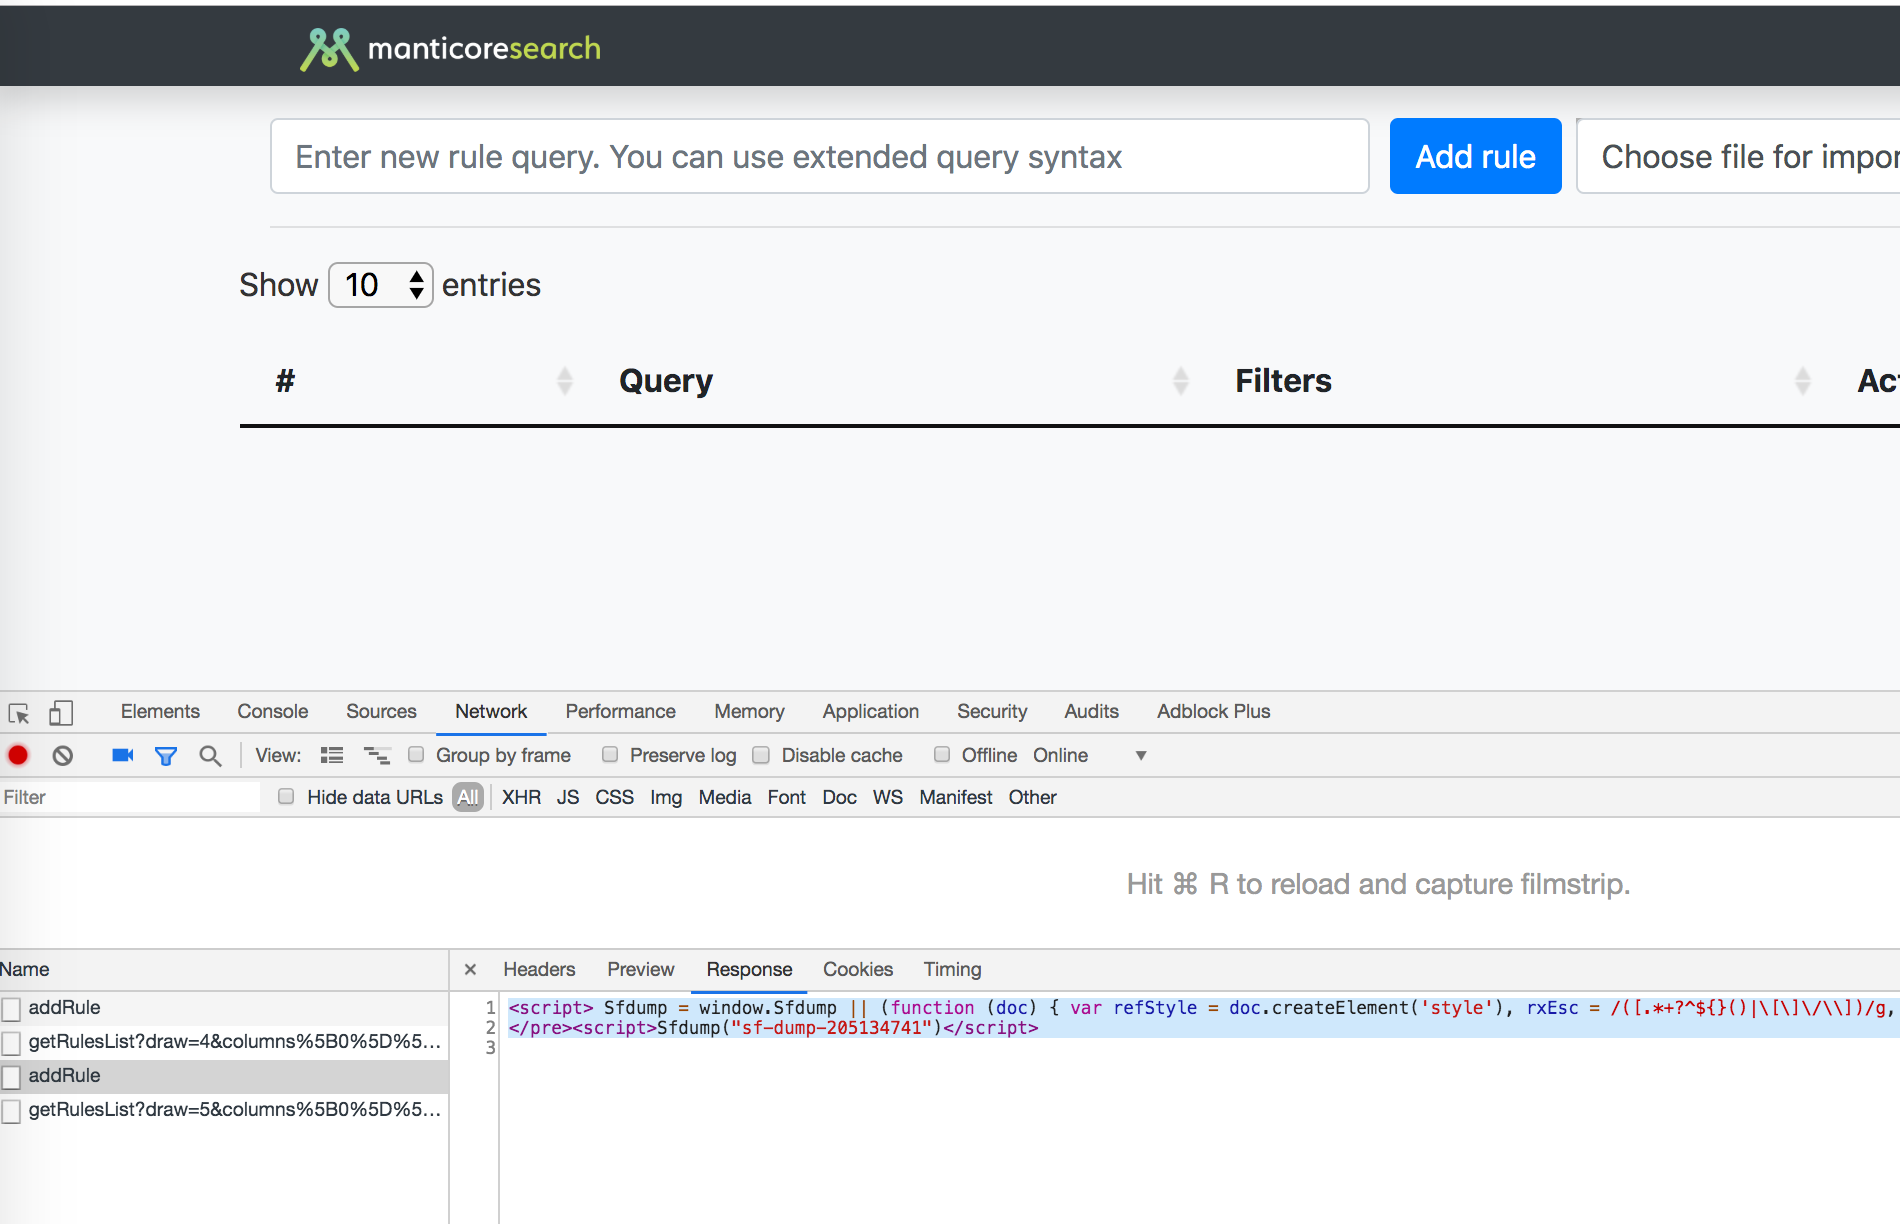 manticoresearch
Enter new rule query. You can use extended query syntax
Add rule
Choose file for impor
Show 10 entries
# Query Filters Ac
Elements Console Sources Network Performance Memory Application Security Audits Adblock Plus
View: Group by frame Preserve log Disable cache Offline Online
Filter Hide data URLs All XHR JS CSS Img Media Font Doc WS Manifest Other
Hit ⌘ R to reload and capture filmstrip.
Name × Headers Preview Response Cookies Timing
addRule
getRulesList?draw=4&columns%5B0%5D%5...
addRule
getRulesList?draw=5&columns%5B0%5D%5...
1 <script> Sfdump = window.Sfdump || (function (doc) { var refStyle = doc.createElement('style'), rxEsc = /([.*+?^${}()|\[\]\/\\])/g,
2 </pre><script>Sfdump("sf-dump-205134741")</script>
3